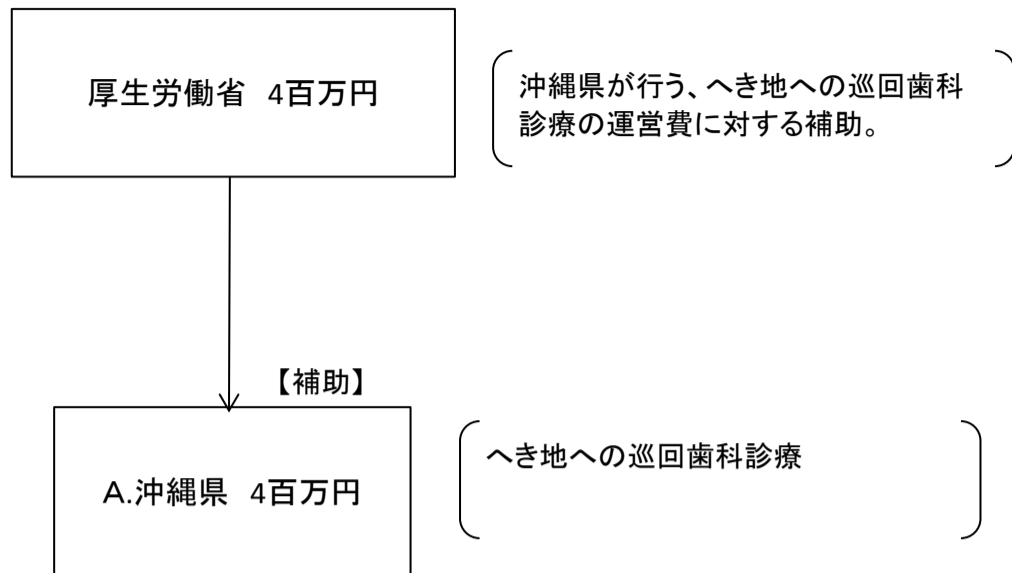 厚生労働省 4百万円
沖縄県が行う、へき地への巡回歯科
診療の運営費に対する補助。
【補助】
A.沖縄県 4百万円
へき地への巡回歯科診療